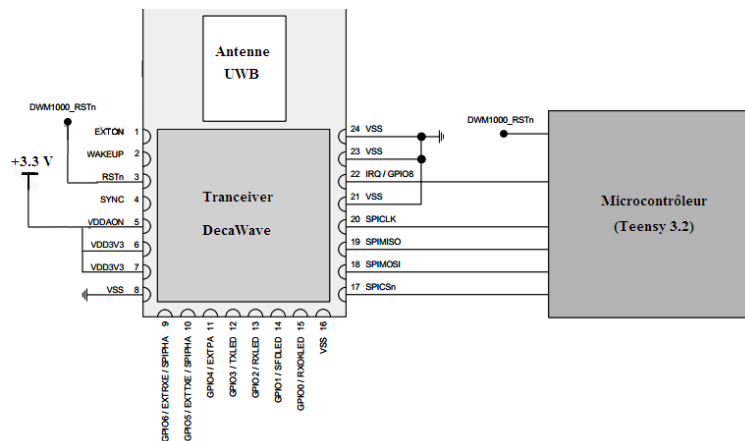 Antenne
UWB
DWM1000_RSTn
DWM1000_RSTn
+3.3 V
EXTON 1
WAKEUP 2
RSTn 3
SYNC 4
VDDAON 5
VDD3V3 6
VDD3V3 7
VSS 8
Tranceiver
DecaWave
24 VSS
23 VSS
22 IRQ / GPIO8
21 VSS
20 SPICLK
19 SPIMISO
18 SPIMOSI
17 SPICSn
Microcontrôleur
(Teensy 3.2)
GPIO6 / EXTRXE / SPIPHA 9
GPIO5 / EXTTXE / SPIPHA 10
GPIO4 / EXTPA 11
GPIO3 / TXLED 12
GPIO2 / RXLED 13
GPIO1 / SFDLED 14
GPIO0 / RXOKLED 15
VSS 16